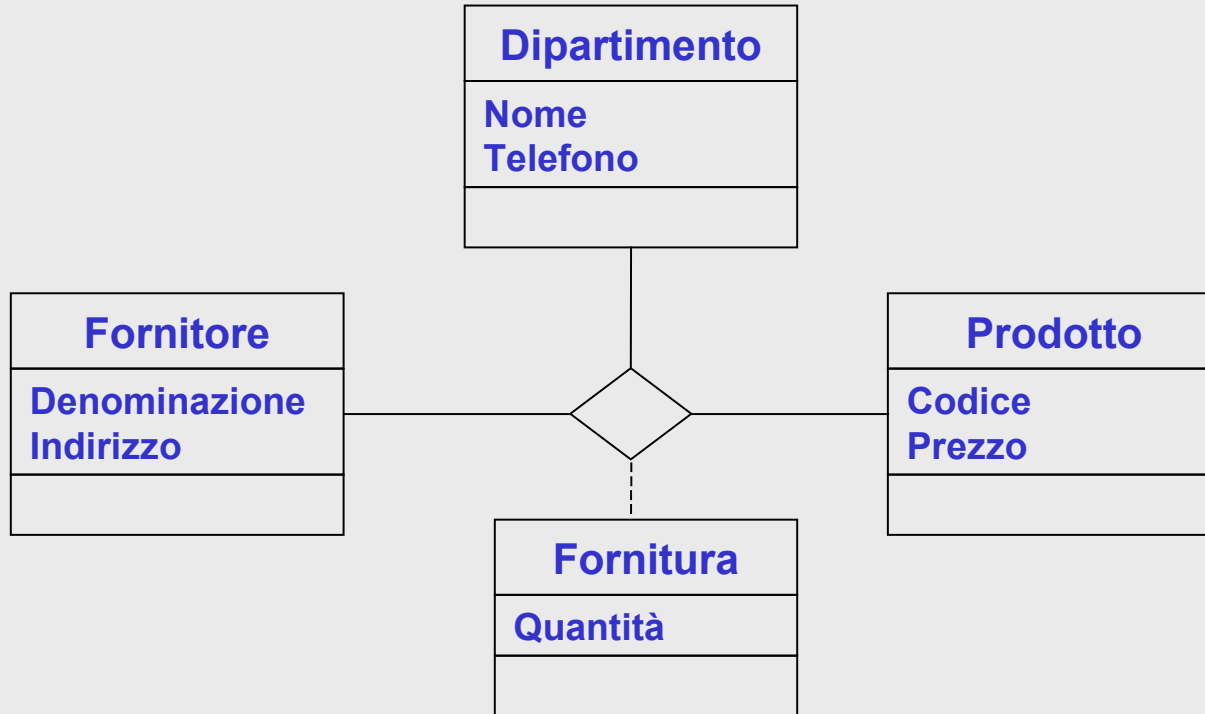 Dipartimento
Nome
Telefono
Fornitore
Denominazione
Indirizzo
Prodotto
Codice
Prezzo
Fornitura
Quantità